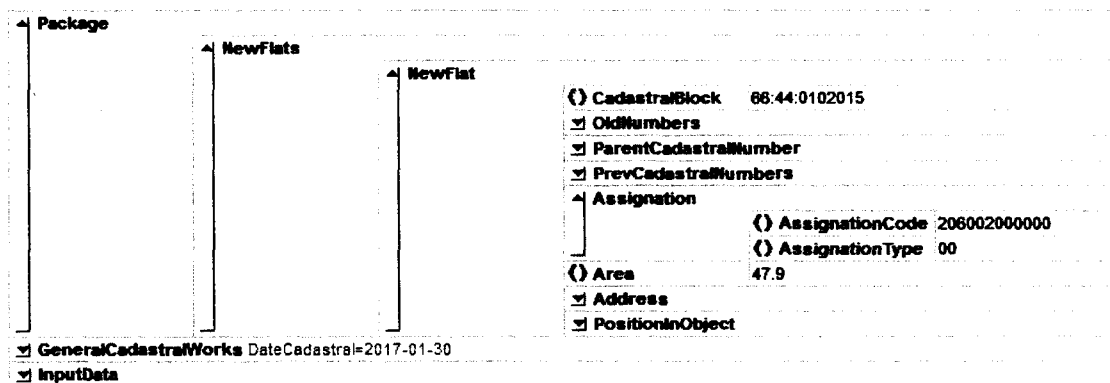 Package
NewFlats
NewFlat
CadastralBlock 66:44:0102015
OldNumbers
ParentCadastralNumber
PrevCadastralNumbers
Assignation
AssignationCode 206002000000
AssignationType 00
Area 47.9
Address
PositionInObject
GeneralCadastralWorks DateCadastral=2017-01-30
InputData